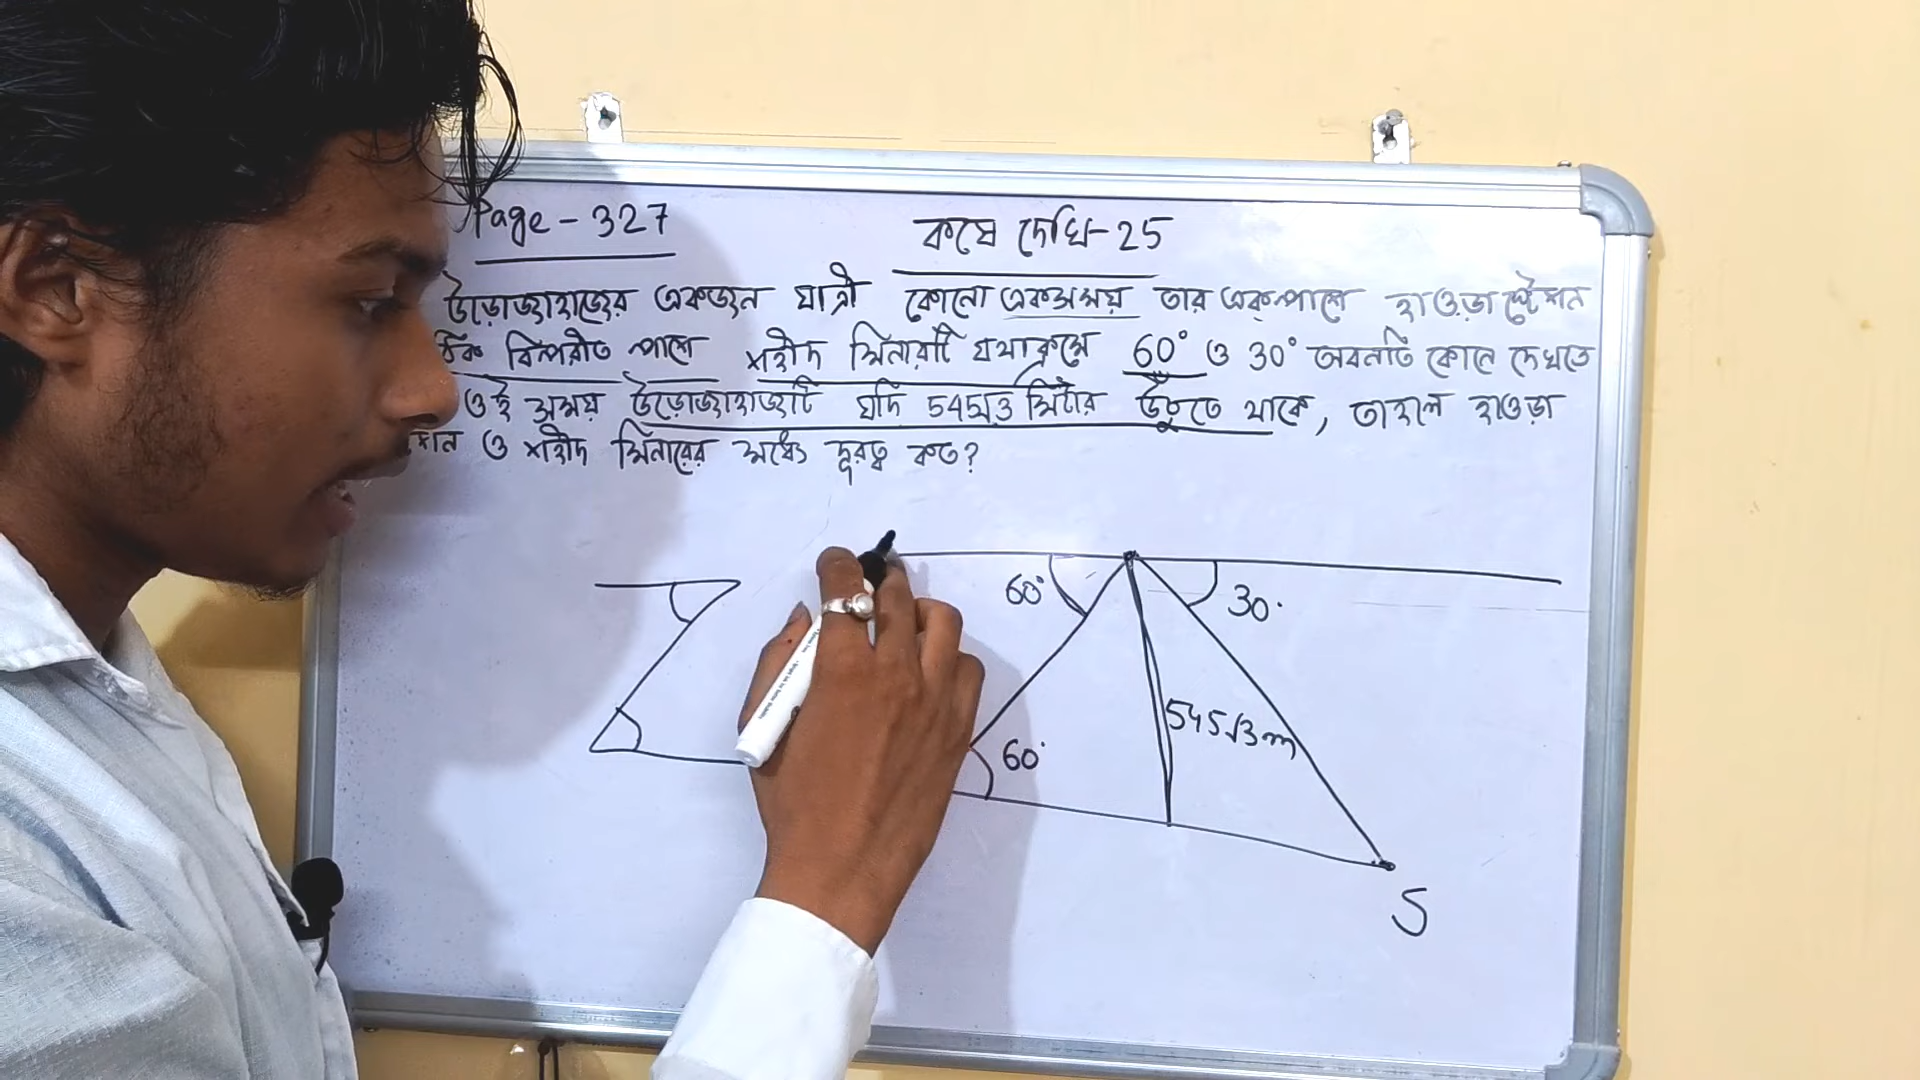 Page - 327
কষে দেখি-25
উড়োজাহাজের একজন যাত্রী কোনো একসময় তার একপাশে হাওড়া স্টেশন
ঠিক বিপরীত পাশে শহীদ মিনারটি যথাক্রমে 60° ও 30° অবনতি কোনে দেখতে
ওই সময় উড়োজাহাজটি যদি 545√3 মিটার উঁচুতে থাকে, তাহলে হাওড়া
ও শহীদ মিনারের মধ্যে দূরত্ব কত?
60°
30°
545√3 m
60°
S